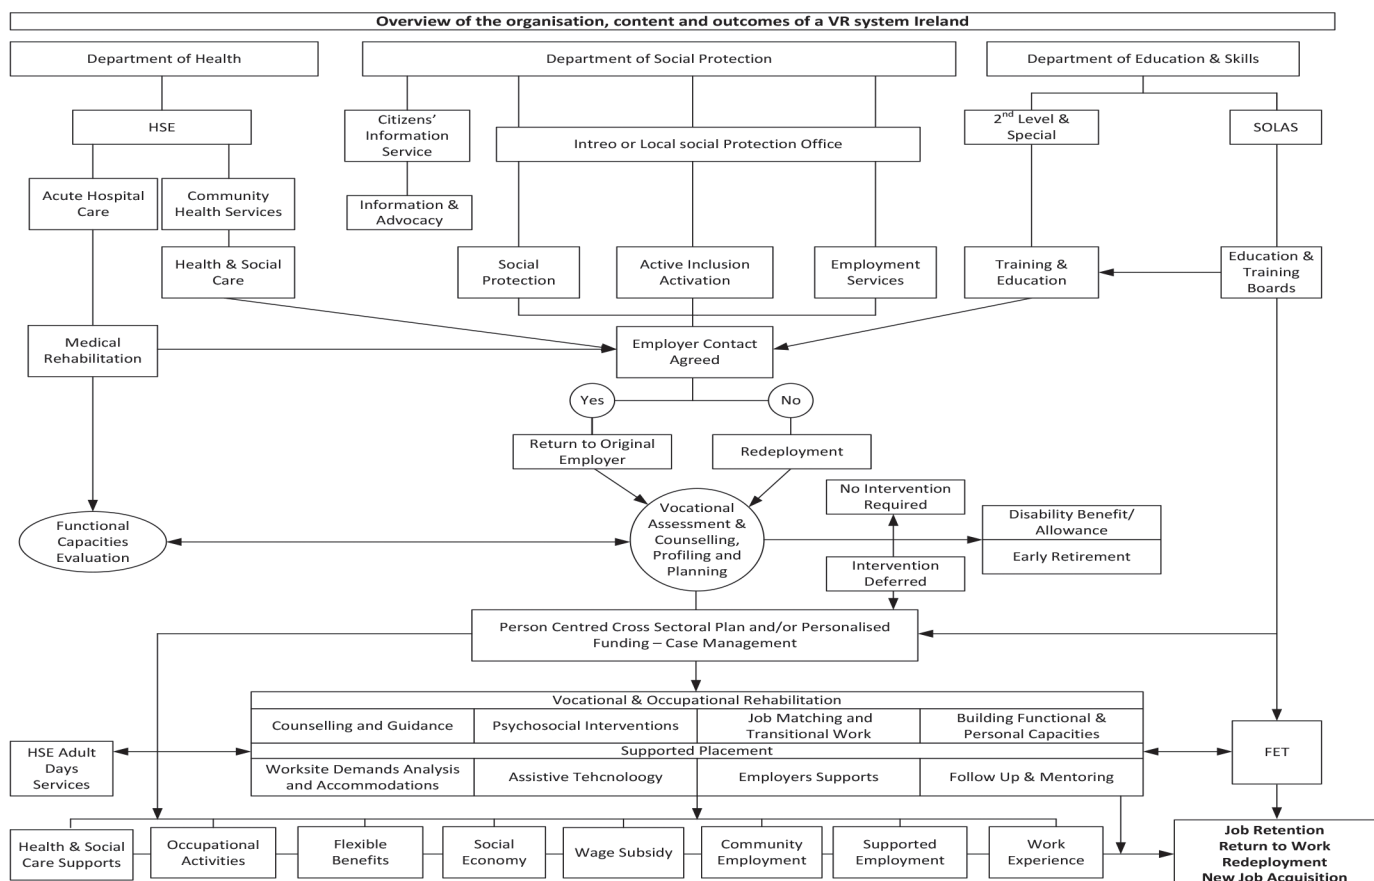 Overview of the organisation, content and outcomes of a VR system Ireland
Department of Health
Department of Social Protection
Department of Education & Skills
HSE
Citizens’
Information
Service
2nd Level &
Special
SOLAS
Intreo or Local social Protection Office
Acute Hospital
Care
Community
Health Services
Information &
Advocacy
Health & Social
Care
Social
Protection
Active Inclusion
Activation
Employment
Services
Training &
Education
Education &
Training
Boards
Medical
Rehabilitation
Employer Contact
Agreed
Yes
No
Return to Original
Employer
Redeployment
Functional
Capacities
Evaluation
Vocational
Assessment &
Counselling,
Profiling and
Planning
No Intervention
Required
Intervention
Deferred
Disability Benefit/
Allowance
Early Retirement
Person Centred Cross Sectoral Plan and/or Personalised
Funding – Case Management
Vocational & Occupational Rehabilitation
Counselling and Guidance
Psychosocial Interventions
Job Matching and
Transitional Work
Building Functional &
Personal Capacities
HSE Adult
Days
Services
Supported Placement
FET
Worksite Demands Analysis
and Accommodations
Assistive Tehcnoloogy
Employers Supports
Follow Up & Mentoring
Health & Social
Care Supports
Occupational
Activities
Flexible
Benefits
Social
Economy
Wage Subsidy
Community
Employment
Supported
Employment
Work
Experience
Job Retention
Return to Work
Redeployment
New Job Acquisition